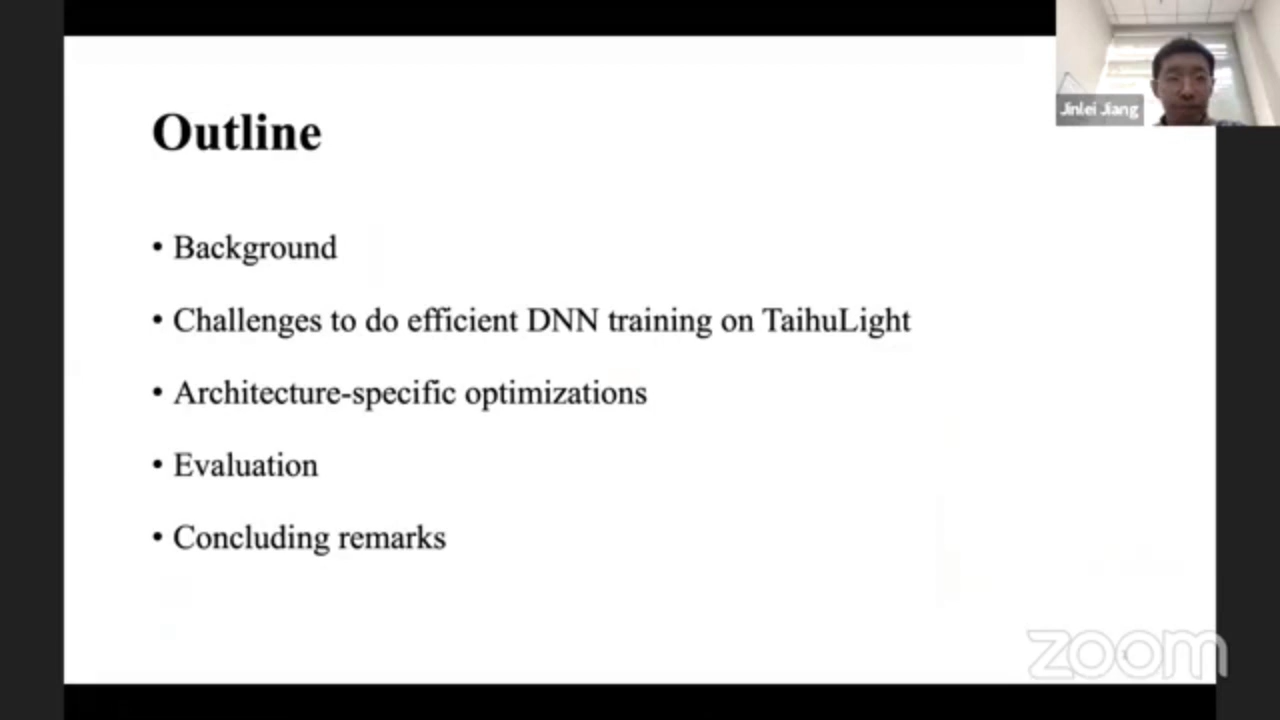 Jinlei Jiang
Outline
• Background
• Challenges to do efficient DNN training on TaihuLight
• Architecture-specific optimizations
• Evaluation
• Concluding remarks
zoom